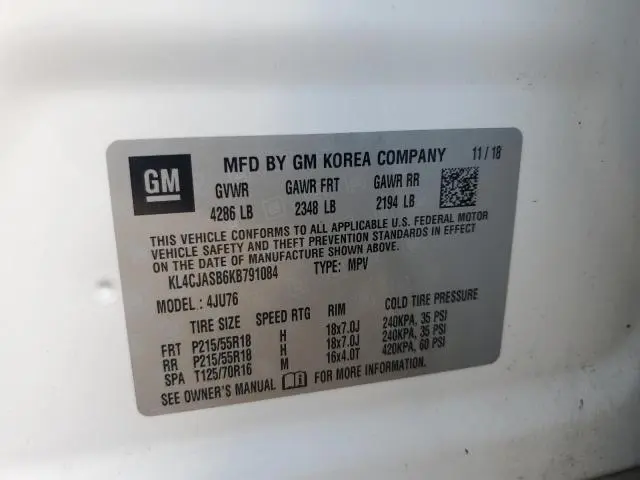 GM
MFD BY GM KOREA COMPANY 11/18
GVWR GAWR FRT GAWR RR
4286 LB 2348 LB 2194 LB
THIS VEHICLE CONFORMS TO ALL APPLICABLE U.S. FEDERAL MOTOR
VEHICLE SAFETY AND THEFT PREVENTION STANDARDS IN EFFECT
ON THE DATE OF MANUFACTURE SHOWN ABOVE.
KL4CJASB6KB791084 TYPE: MPV
MODEL: 4JU76
TIRE SIZE SPEED RTG RIM COLD TIRE PRESSURE
FRT P215/55R18 H 18x7.0J 240KPA, 35 PSI
RR P215/55R18 H 18x7.0J 240KPA, 35 PSI
SPA T125/70R16 M 16x4.0T 420KPA, 60 PSI
SEE OWNER'S MANUAL FOR MORE INFORMATION.